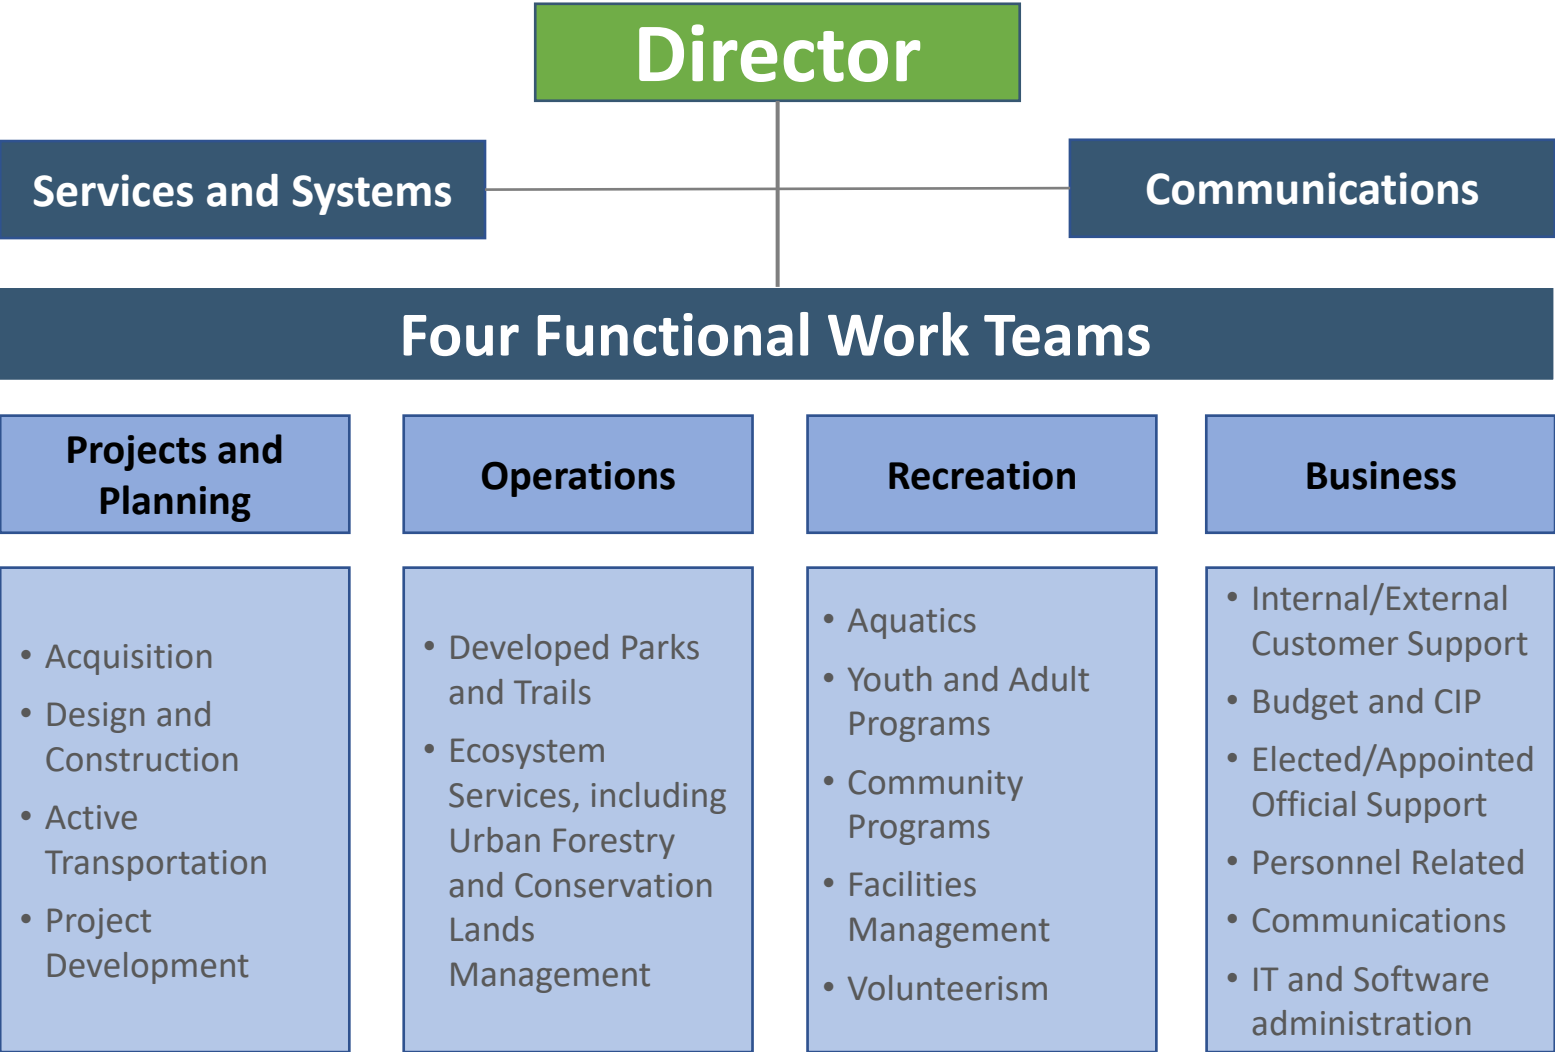 Director
Services and Systems
Communications
Four Functional Work Teams
Projects and
Planning
Operations
Recreation
Business
• Acquisition
• Design and
Construction
• Active
Transportation
• Project
Development
• Developed Parks
and Trails
• Ecosystem
Services, including
Urban Forestry
and Conservation
Lands
Management
• Aquatics
• Youth and Adult
Programs
• Community
Programs
• Facilities
Management
• Volunteerism
• Internal/External
Customer Support
• Budget and CIP
• Elected/Appointed
Official Support
• Personnel Related
• Communications
• IT and Software
administration